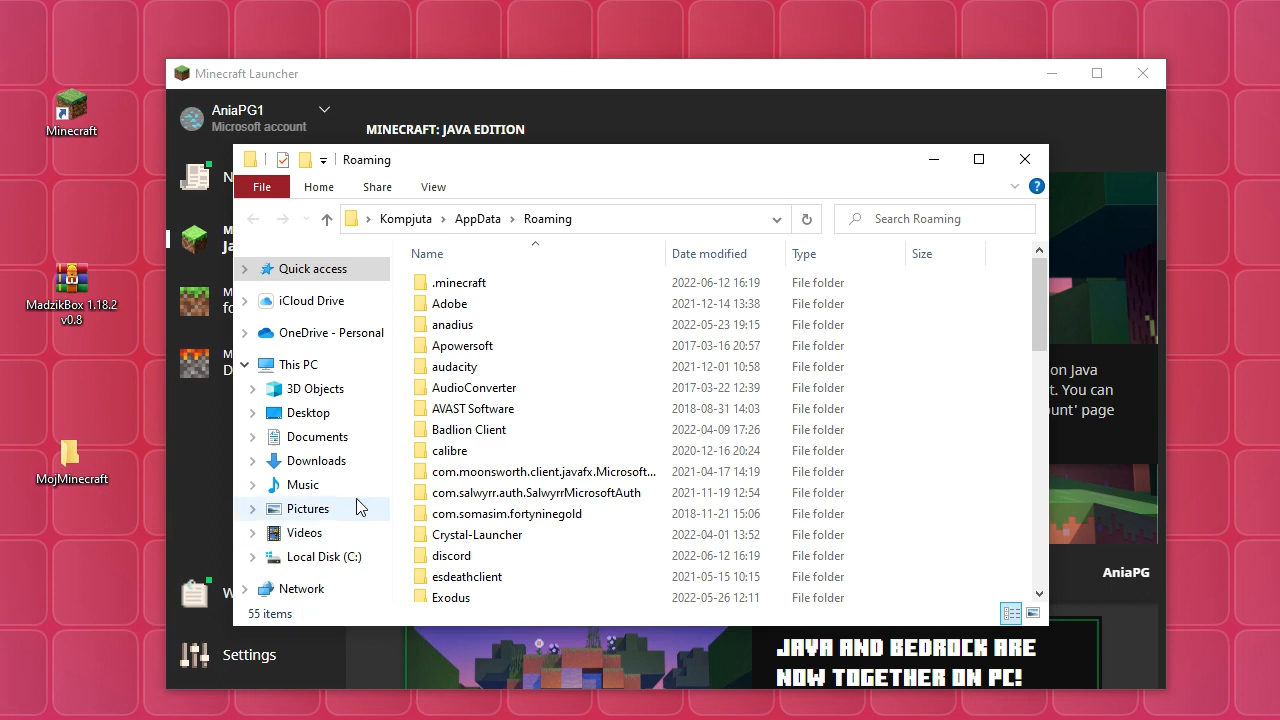 Minecraft
MadzikBox 1.18.2
v0.8
MojMinecraft
Minecraft Launcher
AniaPG1
Microsoft account
MINECRAFT: JAVA EDITION
N
M
Ja
M
fo
M
D
W
Settings
Roaming
File
Home
Share
View
Kompjuta
AppData
Roaming
Search Roaming
Quick access
iCloud Drive
OneDrive - Personal
This PC
3D Objects
Desktop
Documents
Downloads
Music
Pictures
Videos
Local Disk (C:)
Network
Name Date modified Type Size
.minecraft 2022-06-12 16:19 File folder
Adobe 2021-12-14 13:38 File folder
anadius 2022-05-23 19:15 File folder
Apowersoft 2017-03-16 20:57 File folder
audacity 2021-12-01 10:58 File folder
AudioConverter 2017-03-22 12:39 File folder
AVAST Software 2018-08-31 14:03 File folder
Badlion Client 2022-04-09 17:26 File folder
calibre 2020-12-16 20:24 File folder
com.moonsworth.client.javafx.Microsoft... 2021-04-17 14:19 File folder
com.salwyrr.auth.SalwyrrMicrosoftAuth 2021-11-19 12:54 File folder
com.somasim.fortyninegold 2018-11-21 15:06 File folder
Crystal-Launcher 2022-04-01 13:52 File folder
discord 2022-06-12 16:19 File folder
esdeathclient 2021-05-15 10:15 File folder
Exodus 2022-05-26 12:11 File folder
55 items
on Java
t. You can
ount' page
AniaPG
JAVA AND BEDROCK ARE
NOW TOGETHER ON PC!